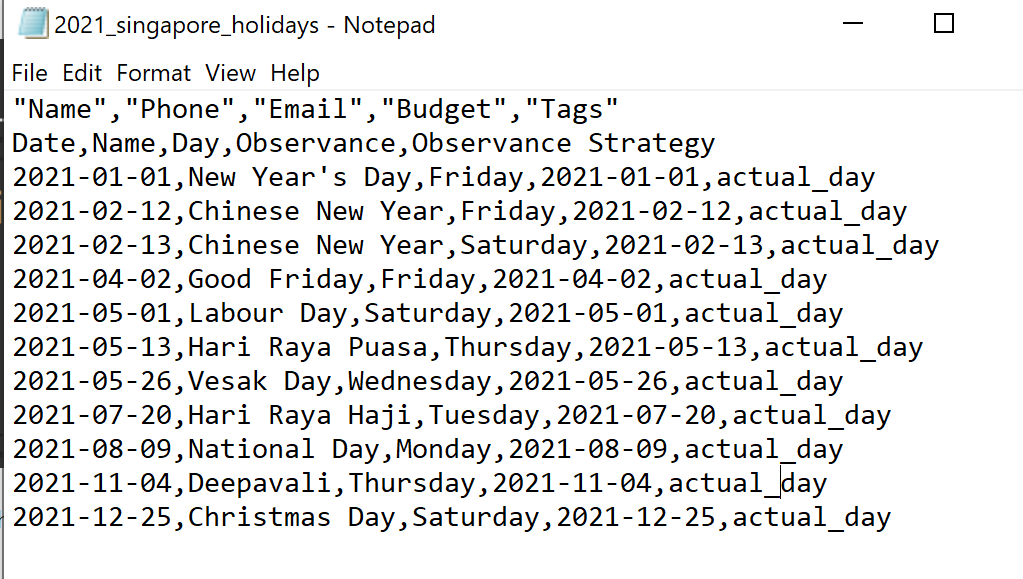 2021_singapore_holidays - Notepad
File Edit Format View Help
"Name","Phone","Email","Budget","Tags"
Date,Name,Day,Observance,Observance Strategy
2021-01-01,New Year's Day,Friday,2021-01-01,actual_day
2021-02-12,Chinese New Year,Friday,2021-02-12,actual_day
2021-02-13,Chinese New Year,Saturday,2021-02-13,actual_day
2021-04-02,Good Friday,Friday,2021-04-02,actual_day
2021-05-01,Labour Day,Saturday,2021-05-01,actual_day
2021-05-13,Hari Raya Puasa,Thursday,2021-05-13,actual_day
2021-05-26,Vesak Day,Wednesday,2021-05-26,actual_day
2021-07-20,Hari Raya Haji,Tuesday,2021-07-20,actual_day
2021-08-09,National Day,Monday,2021-08-09,actual_day
2021-11-04,Deepavali,Thursday,2021-11-04,actual_day
2021-12-25,Christmas Day,Saturday,2021-12-25,actual_day